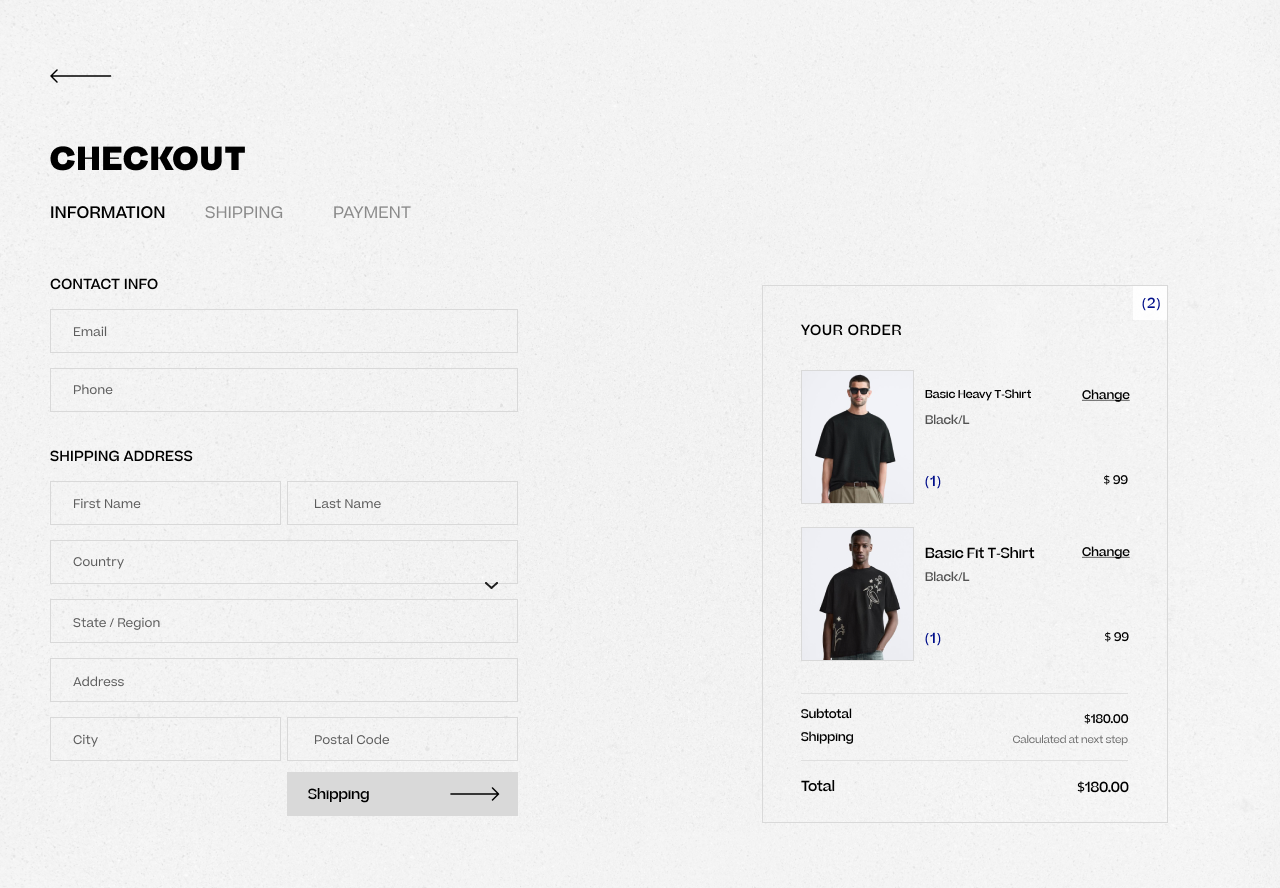 CHECKOUT
INFORMATION SHIPPING PAYMENT
CONTACT INFO
Email
Phone
SHIPPING ADDRESS
First Name Last Name
Country
State / Region
Address
City Postal Code
Shipping
(2)
YOUR ORDER
Basic Heavy T-Shirt Change
Black/L
(1) $ 99
Basic Fit T-Shirt Change
Black/L
(1) $ 99
Subtotal $180.00
Shipping Calculated at next step
Total $180.00